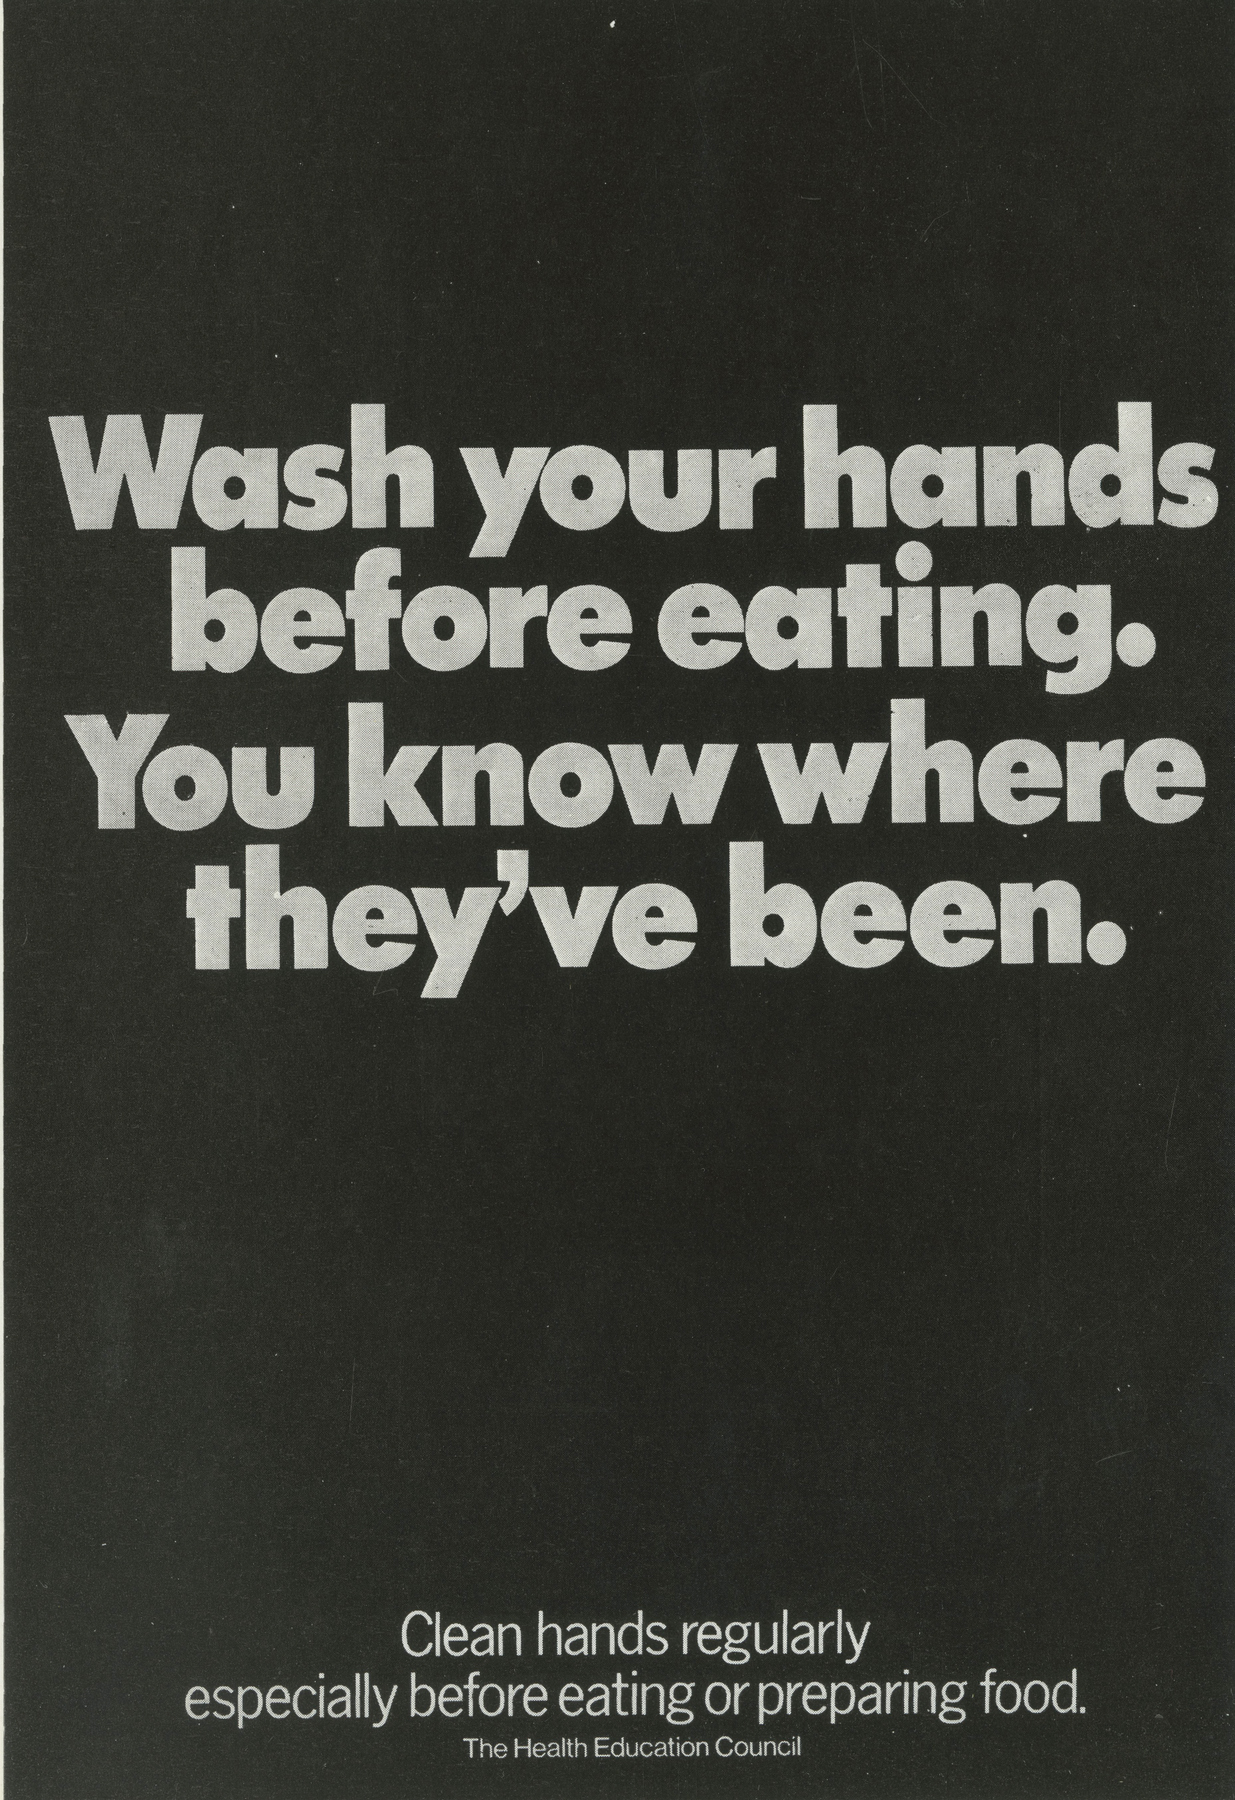 Wash your hands
before eating.
You know where
they’ve been.
Clean hands regularly
especially before eating or preparing food.
The Health Education Council